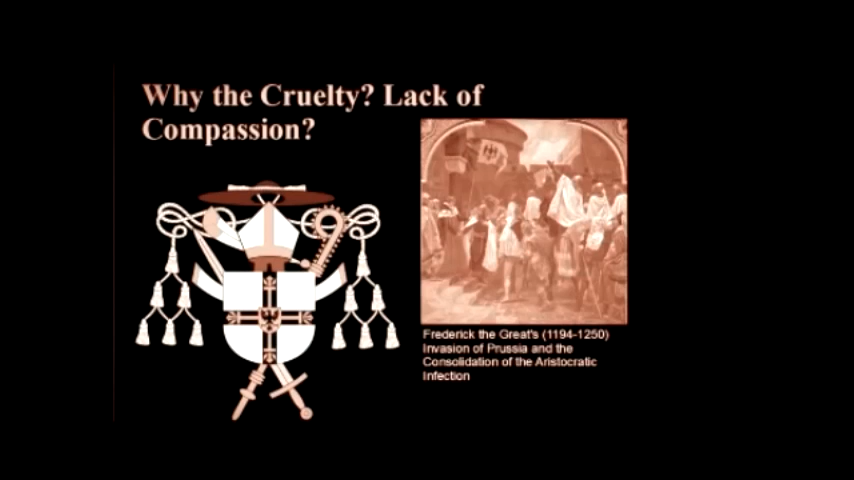 Why the Cruelty? Lack of
Compassion?
Frederick the Great's (1194-1250)
Invasion of Prussia and the
Consolidation of the Aristocratic
Infection